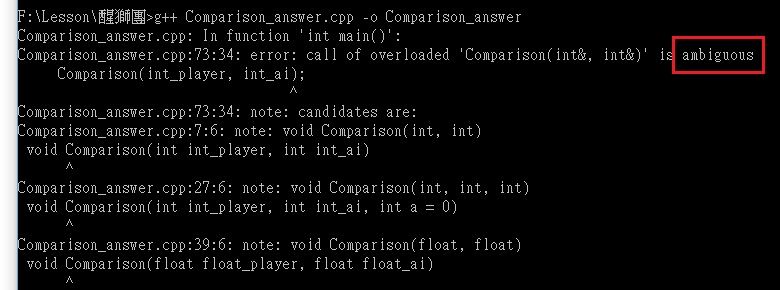 F:\Lesson\醒獅團>g++ Comparison_answer.cpp -o Comparison_answer
Comparison_answer.cpp: In function 'int main()':
Comparison_answer.cpp:73:34: error: call of overloaded 'Comparison(int&, int&)' is ambiguous
     Comparison(int_player, int_ai);
                                  ^
Comparison_answer.cpp:73:34: note: candidates are:
Comparison_answer.cpp:7:6: note: void Comparison(int, int)
 void Comparison(int int_player, int int_ai)
      ^
Comparison_answer.cpp:27:6: note: void Comparison(int, int, int)
 void Comparison(int int_player, int int_ai, int a = 0)
      ^
Comparison_answer.cpp:39:6: note: void Comparison(float, float)
 void Comparison(float float_player, float float_ai)
      ^